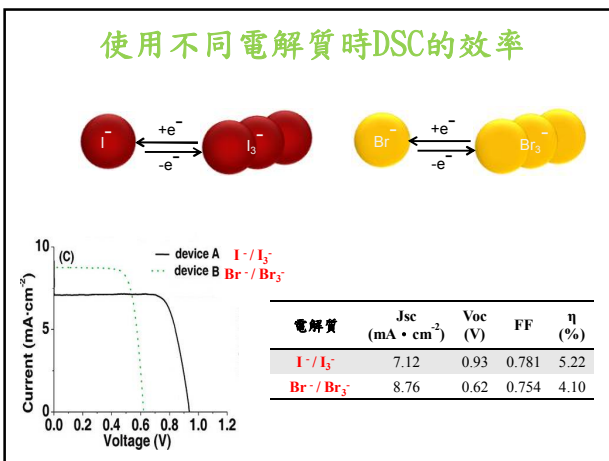 使用不同電解質時DSC的效率
I⁻ +e⁻ -e⁻ I₃⁻
Br⁻ +e⁻ -e⁻ Br₃⁻
(C)
device A I⁻/I₃⁻
device B Br⁻/Br₃⁻
Current (mA·cm⁻²)
10
5
0
0.0 0.2 0.4 0.6 0.8 1.0 1.2
Voltage (V)
電解質 Jsc (mA・cm⁻²) Voc (V) FF η (%)
I⁻/I₃⁻ 7.12 0.93 0.781 5.22
Br⁻/Br₃⁻ 8.76 0.62 0.754 4.10